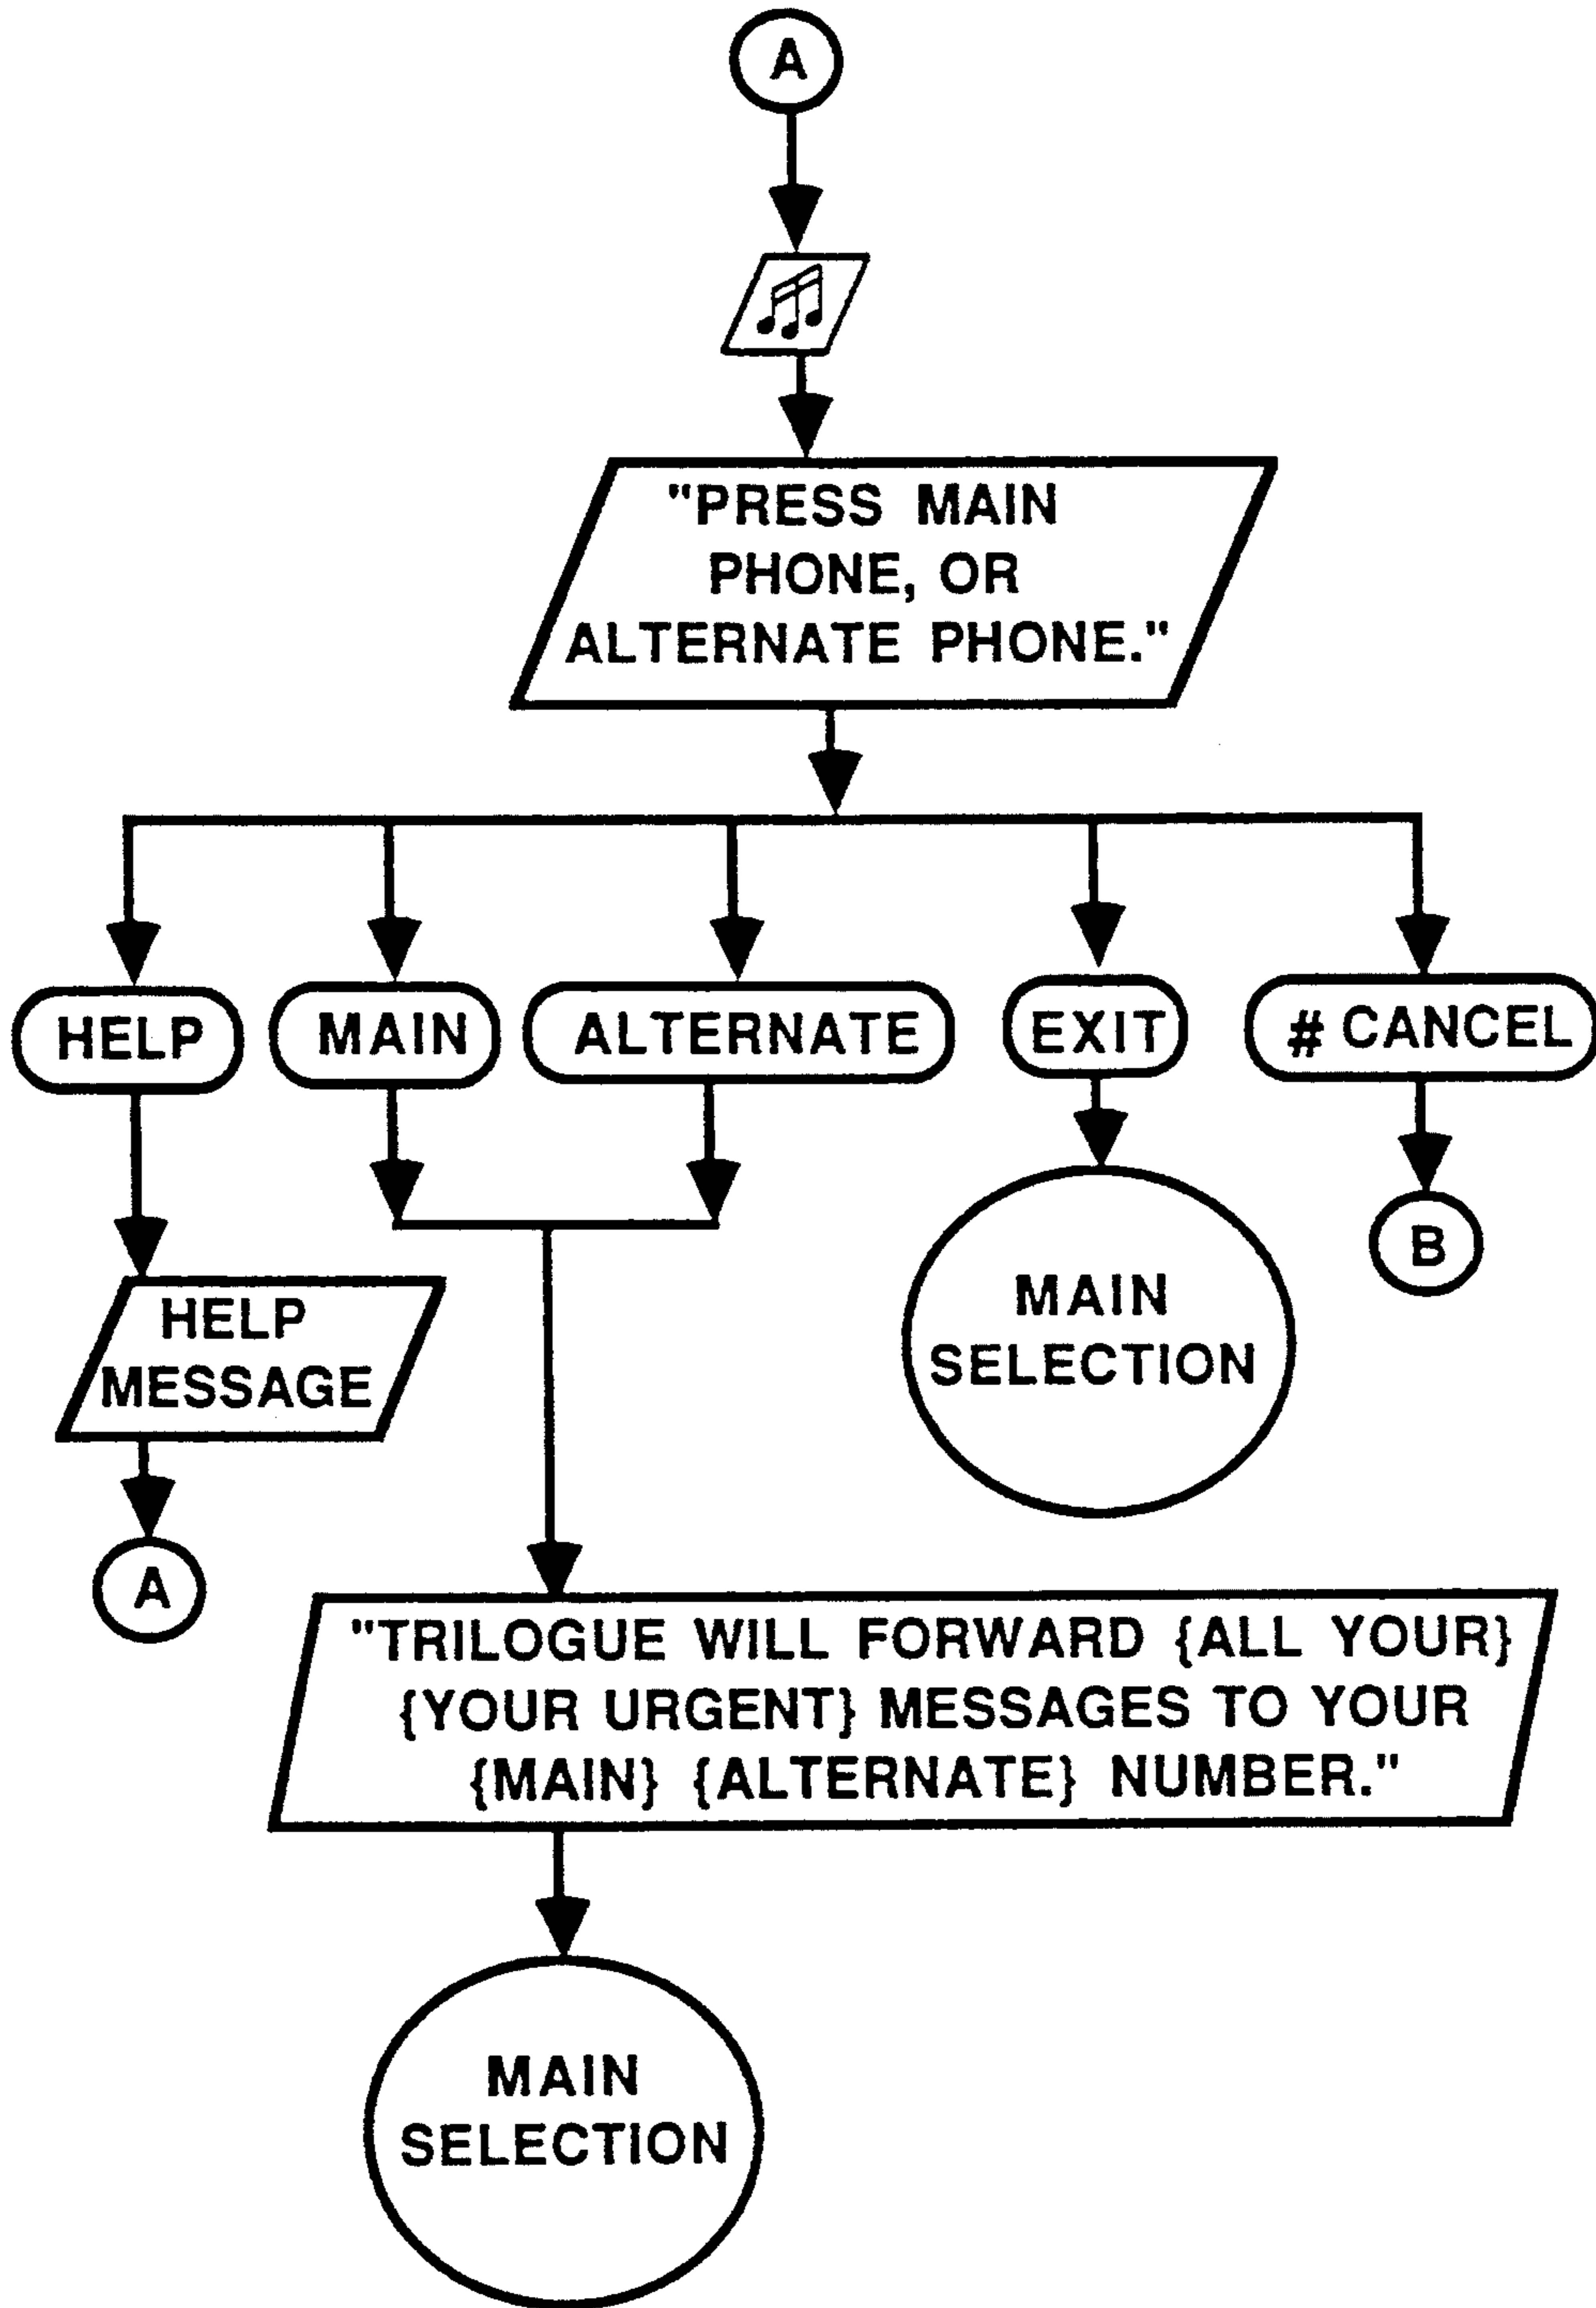 A
"PRESS MAIN
PHONE, OR
ALTERNATE PHONE."
HELP
MAIN
ALTERNATE
EXIT
# CANCEL
B
MAIN
SELECTION
HELP
MESSAGE
A
"TRILOGUE WILL FORWARD {ALL YOUR}
{YOUR URGENT} MESSAGES TO YOUR
{MAIN} {ALTERNATE} NUMBER."
MAIN
SELECTION